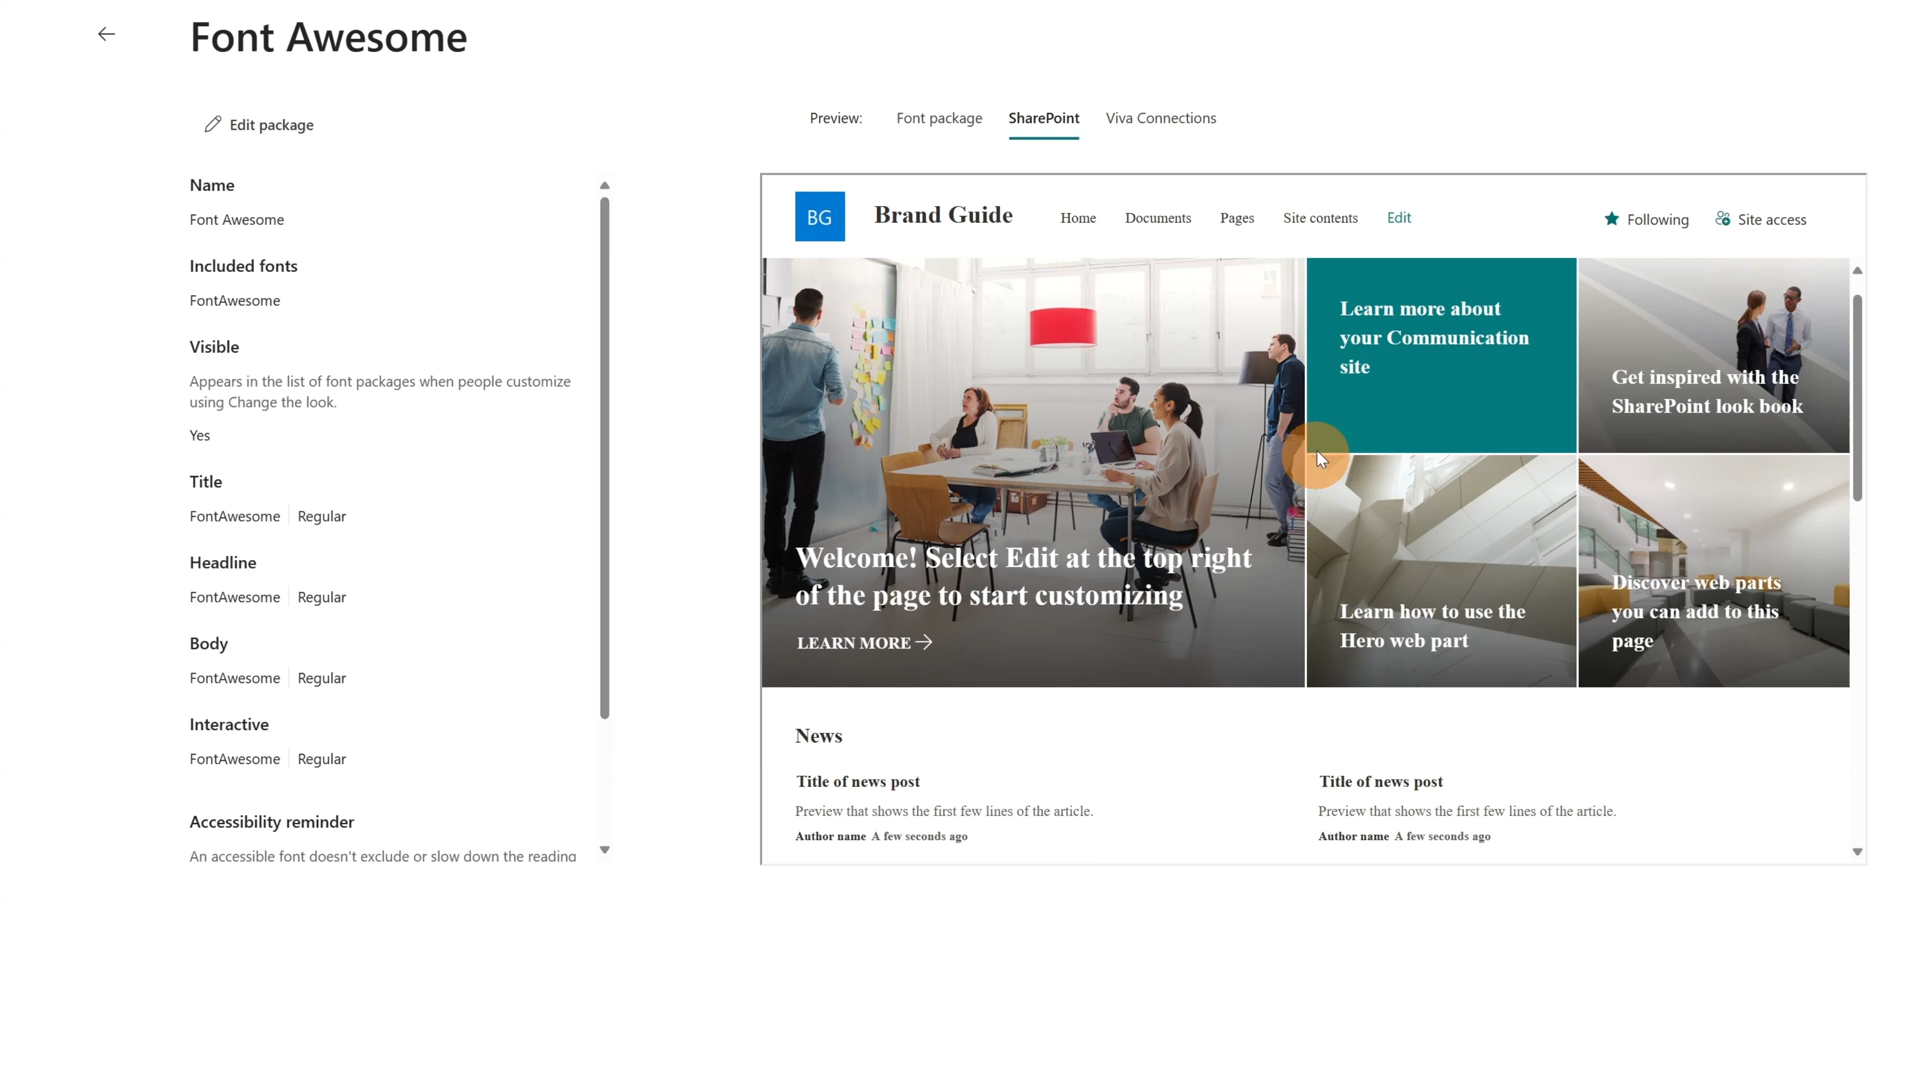 Font Awesome
Edit package
Name
Font Awesome
Included fonts
FontAwesome
Visible
Appears in the list of font packages when people customize
using Change the look.
Yes
Title
FontAwesome Regular
Headline
FontAwesome Regular
Body
FontAwesome Regular
Interactive
FontAwesome Regular
Accessibility reminder
An accessible font doesn't exclude or slow down the reading
Preview: Font package SharePoint Viva Connections
BG Brand Guide Home Documents Pages Site contents Edit Following Site access
Welcome! Select Edit at the top right
of the page to start customizing
LEARN MORE
Learn more about
your Communication
site
Get inspired with the
SharePoint look book
Learn how to use the
Hero web part
Discover web parts
you can add to this
page
News
Title of news post
Preview that shows the first few lines of the article.
Author name A few seconds ago
Title of news post
Preview that shows the first few lines of the article.
Author name A few seconds ago